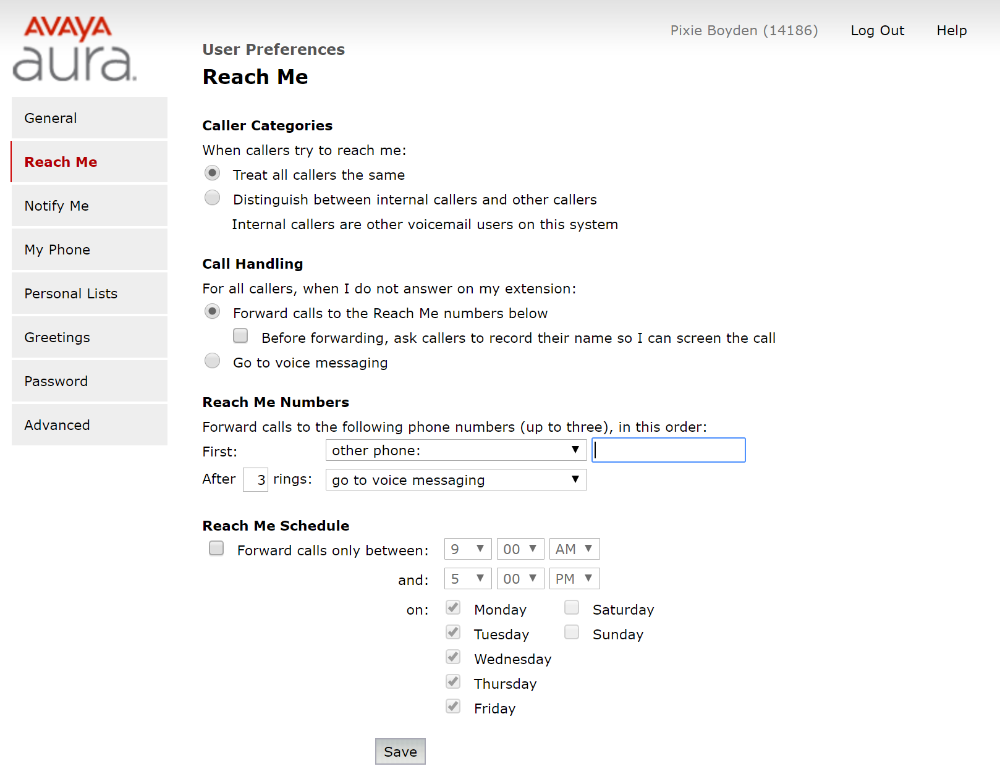 AVAYA
aura.
Pixie Boyden (14186) Log Out Help
User Preferences
Reach Me
General
Reach Me
Notify Me
My Phone
Personal Lists
Greetings
Password
Advanced
Caller Categories
When callers try to reach me:
Treat all callers the same
Distinguish between internal callers and other callers
Internal callers are other voicemail users on this system
Call Handling
For all callers, when I do not answer on my extension:
Forward calls to the Reach Me numbers below
Before forwarding, ask callers to record their name so I can screen the call
Go to voice messaging
Reach Me Numbers
Forward calls to the following phone numbers (up to three), in this order:
First: other phone:
After 3 rings: go to voice messaging
Reach Me Schedule
Forward calls only between: 9 00 AM
and: 5 00 PM
on: Monday Saturday
Tuesday Sunday
Wednesday
Thursday
Friday
Save